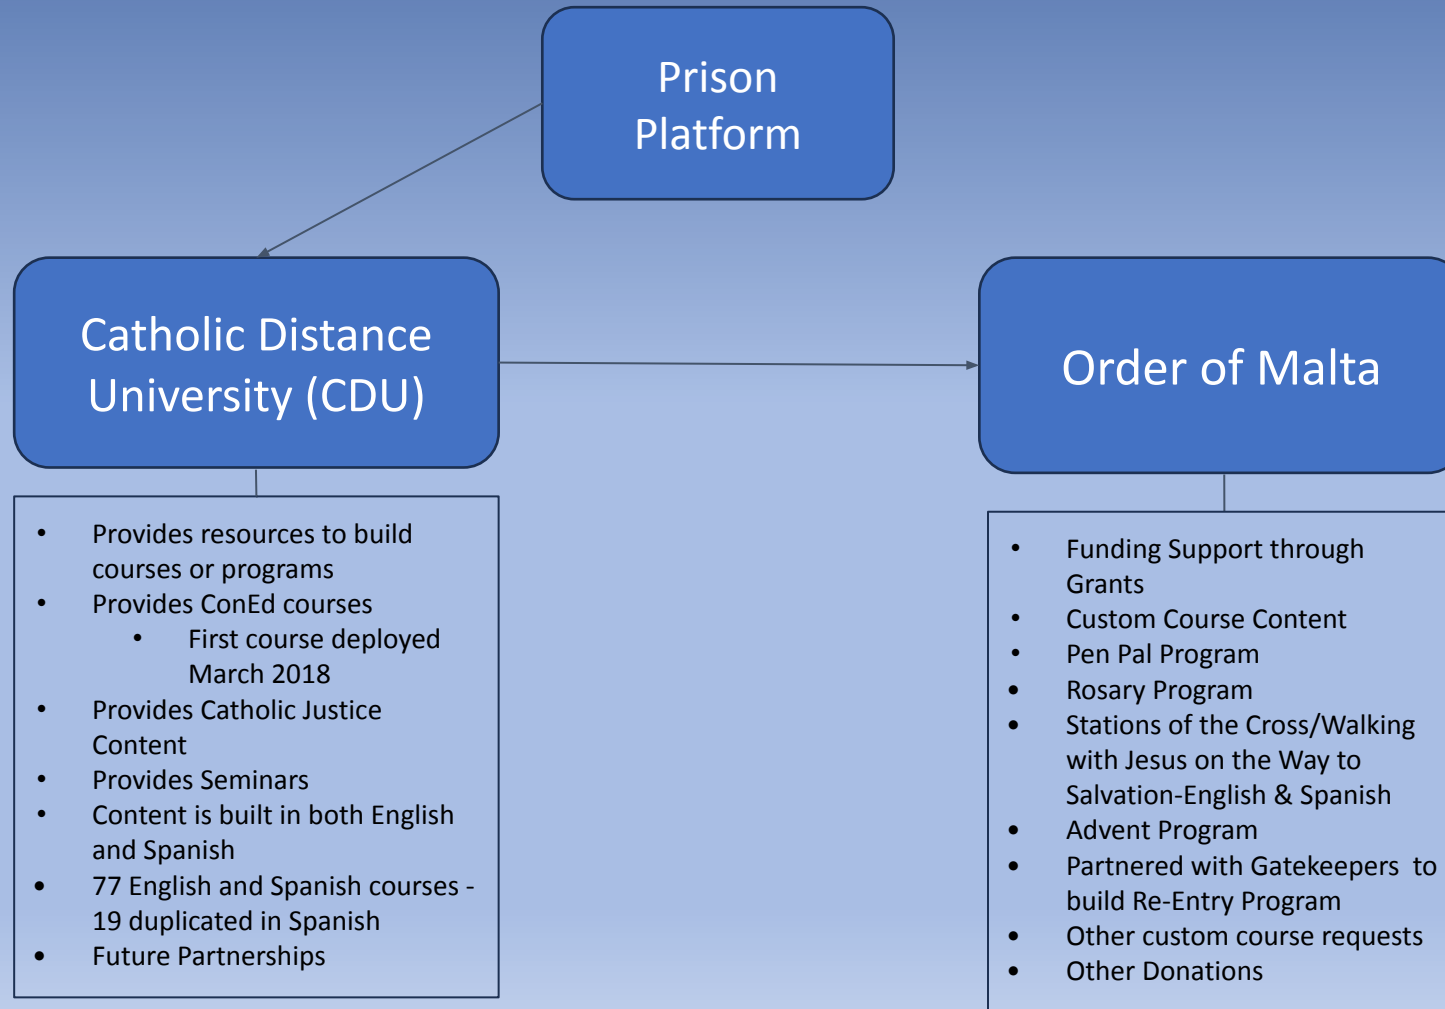 Prison
Platform
Catholic Distance
University (CDU)
Order of Malta
• Provides resources to build
courses or programs
• Provides ConEd courses
• First course deployed
March 2018
• Provides Catholic Justice
Content
• Provides Seminars
• Content is built in both English
and Spanish
• 77 English and Spanish courses -
19 duplicated in Spanish
• Future Partnerships
• Funding Support through
Grants
• Custom Course Content
• Pen Pal Program
• Rosary Program
• Stations of the Cross/Walking
with Jesus on the Way to
Salvation-English & Spanish
• Advent Program
• Partnered with Gatekeepers  to
build Re-Entry Program
• Other custom course requests
• Other Donations